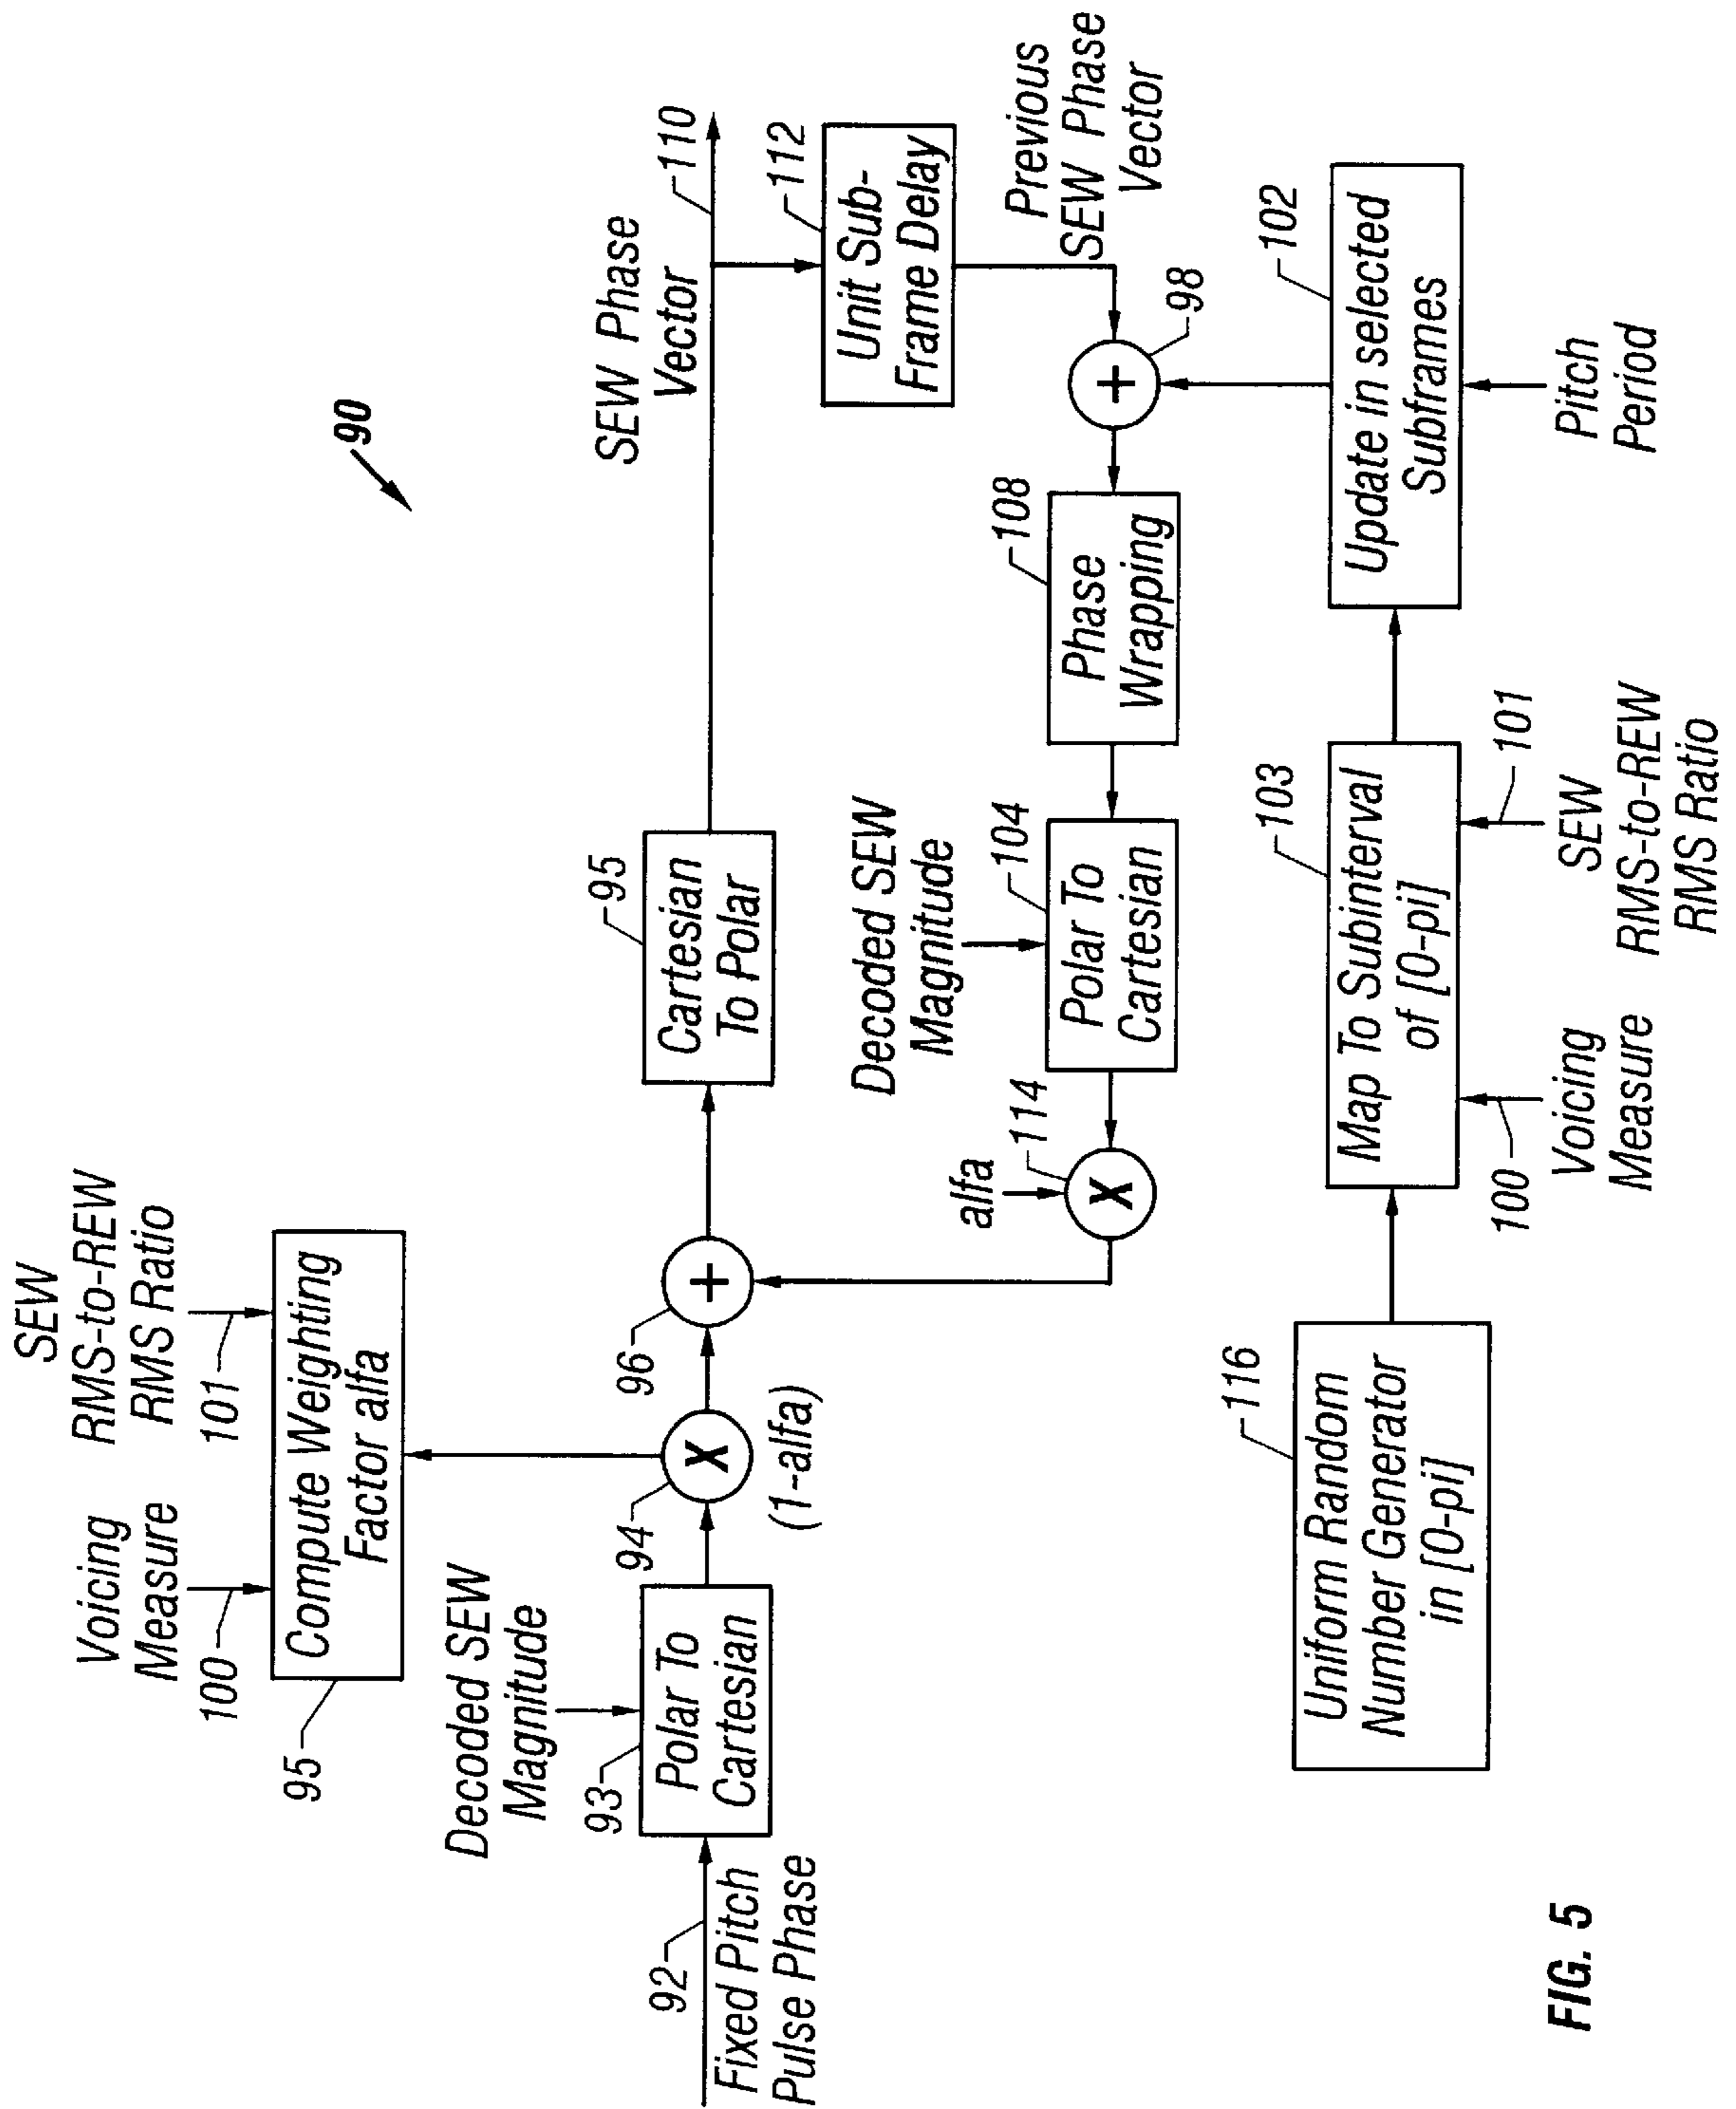 90
SEW
RMS-to-REW
RMS Ratio
101
Voicing
Measure
100
Compute Weighting
Factor alfa
95
Decoded SEW
Magnitude
92
Fixed Pitch
Pulse Phase
93
Polar To
Cartesian
94
X
(1-alfa)
96
+
95
Cartesian
To Polar
SEW Phase
Vector
110
112
Unit Sub-
Frame Delay
Previous
SEW Phase
Vector
98
+
108
Phase
Wrapping
Decoded SEW
Magnitude
104
Polar To
Cartesian
alfa
114
X
116
Uniform Random
Number Generator
in [0-pi]
103
Map To Subinterval
of [0-pi]
100
Voicing
Measure
101
SEW
RMS-to-REW
RMS Ratio
102
Update in selected
Subframes
Pitch
Period
FIG. 5